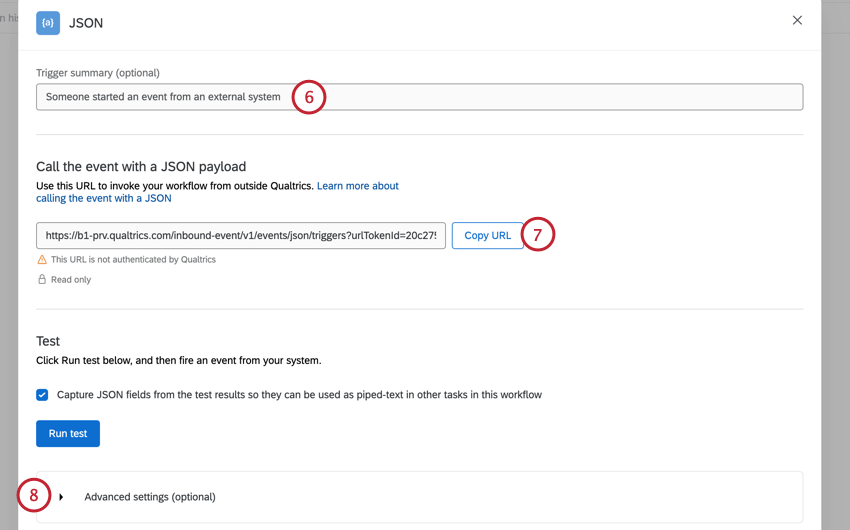 n his
{a} JSON
Trigger summary (optional)
Someone started an event from an external system 6
Call the event with a JSON payload
Use this URL to invoke your workflow from outside Qualtrics. Learn more about
calling the event with a JSON
https://b1-prv.qualtrics.com/inbound-event/v1/events/json/triggers?urlTokenId=20c275 Copy URL 7
This URL is not authenticated by Qualtrics
Read only
Test
Click Run test below, and then fire an event from your system.
Capture JSON fields from the test results so they can be used as piped-text in other tasks in this workflow
Run test
8 Advanced settings (optional)